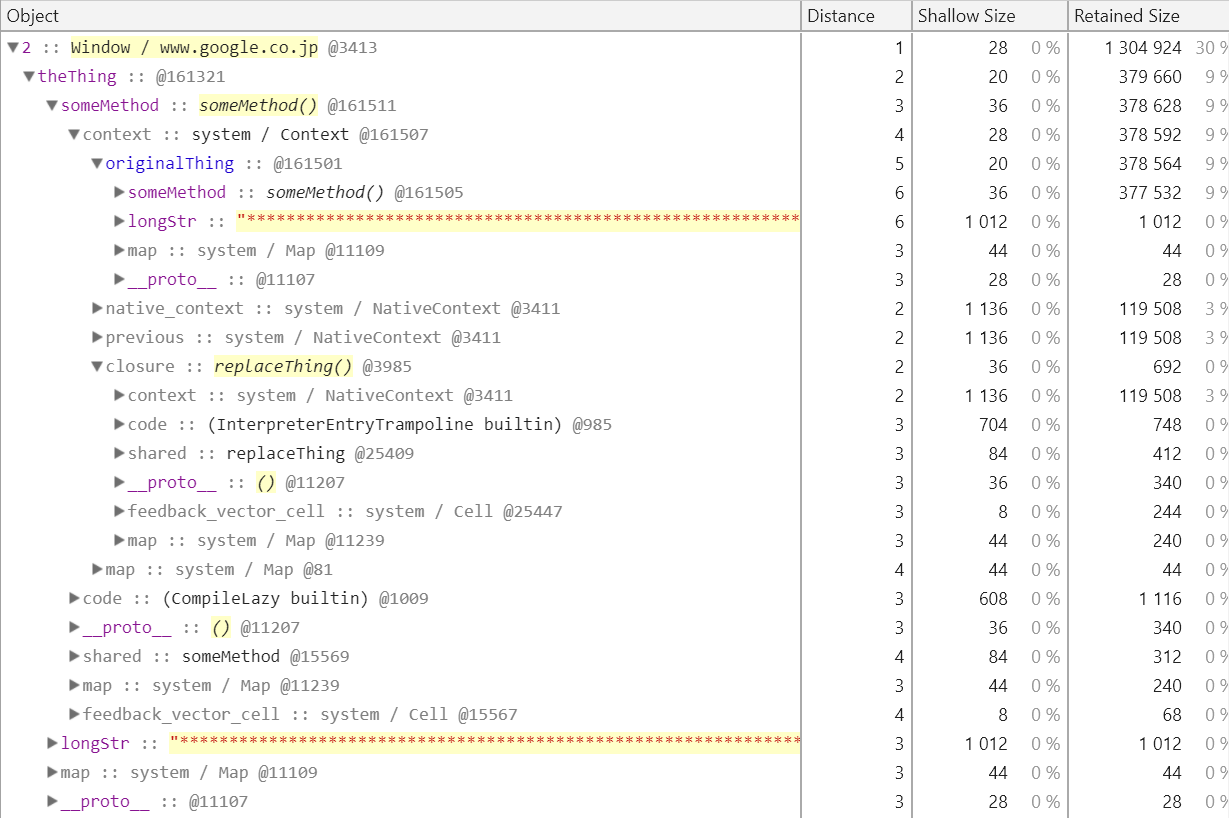 Object Distance Shallow Size Retained Size
▼2 :: Window / www.google.co.jp @3413 1 28 0 % 1 304 924 30 %
▼theThing :: @161321 2 20 0 % 379 660 9 %
▼someMethod :: someMethod() @161511 3 36 0 % 378 628 9 %
▼context :: system / Context @161507 4 28 0 % 378 592 9 %
▼originalThing :: @161501 5 20 0 % 378 564 9 %
▶someMethod :: someMethod() @161505 6 36 0 % 377 532 9 %
▶longStr :: "******************************************************** 6 1 012 0 % 1 012 0 %
▶map :: system / Map @11109 3 44 0 % 44 0 %
▶__proto__ :: @11107 3 28 0 % 28 0 %
▶native_context :: system / NativeContext @3411 2 1 136 0 % 119 508 3 %
▶previous :: system / NativeContext @3411 2 1 136 0 % 119 508 3 %
▼closure :: replaceThing() @3985 2 36 0 % 692 0 %
▶context :: system / NativeContext @3411 2 1 136 0 % 119 508 3 %
▶code :: (InterpreterEntryTrampoline builtin) @985 3 704 0 % 748 0 %
▶shared :: replaceThing @25409 3 84 0 % 412 0 %
▶__proto__ :: () @11207 3 36 0 % 340 0 %
▶feedback_vector_cell :: system / Cell @25447 3 8 0 % 244 0 %
▶map :: system / Map @11239 3 44 0 % 240 0 %
▶map :: system / Map @81 4 44 0 % 44 0 %
▶code :: (CompileLazy builtin) @1009 3 608 0 % 1 116 0 %
▶__proto__ :: () @11207 3 36 0 % 340 0 %
▶shared :: someMethod @15569 4 84 0 % 312 0 %
▶map :: system / Map @11239 3 44 0 % 240 0 %
▶feedback_vector_cell :: system / Cell @15567 4 8 0 % 68 0 %
▶longStr :: "*************************************************************** 3 1 012 0 % 1 012 0 %
▶map :: system / Map @11109 3 44 0 % 44 0 %
▶__proto__ :: @11107 3 28 0 % 28 0 %